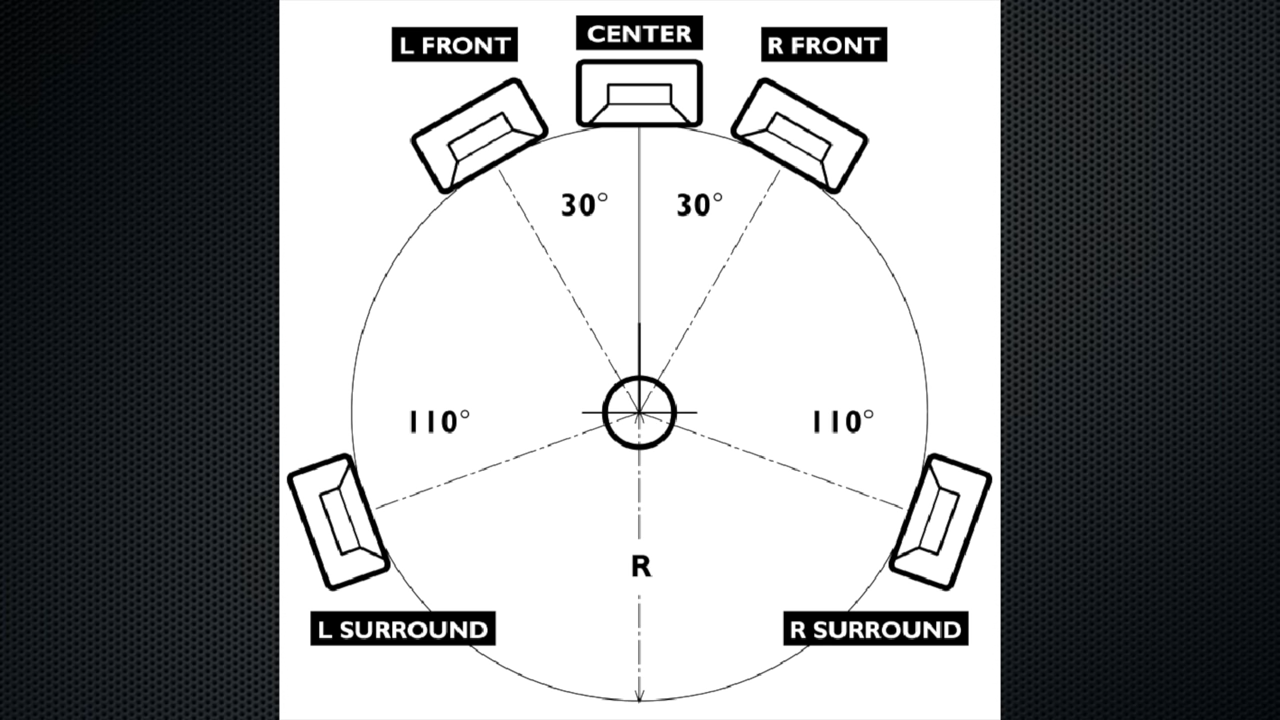 L FRONT
CENTER
R FRONT
30°
30°
110°
110°
R
L SURROUND
R SURROUND